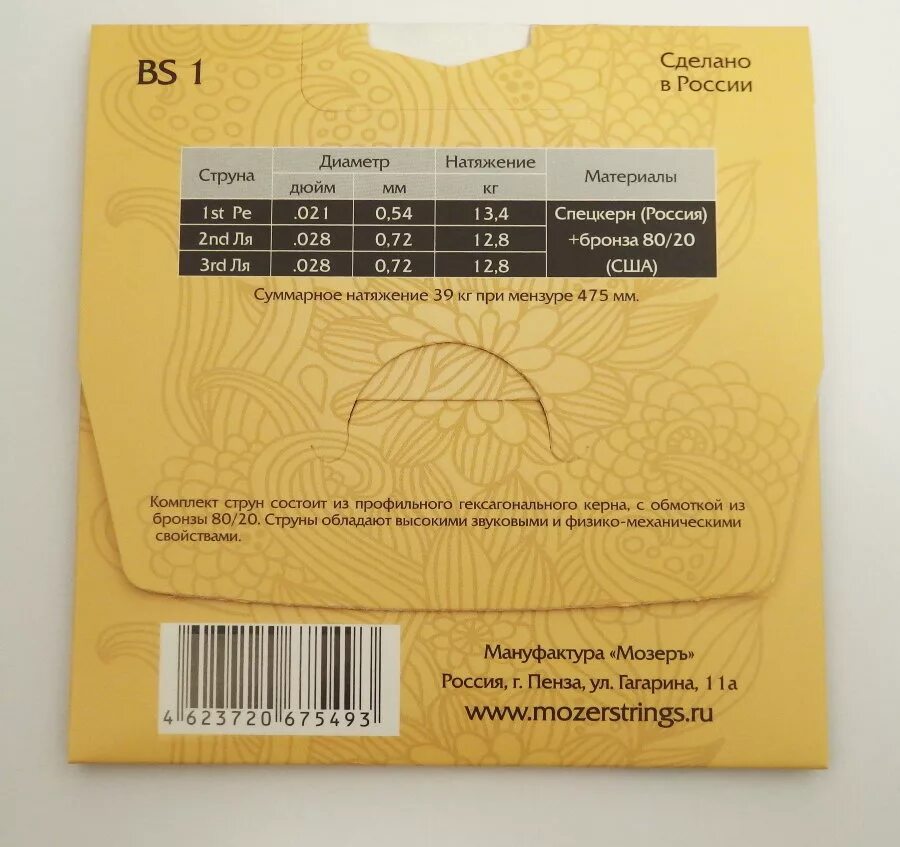 BS 1
Сделано
в России
Струна Диаметр Натяжение Материалы
дюйм мм кг
1st Ре .021 0,54 13,4 Спецкерн (Россия)
2nd Ля .028 0,72 12,8 +бронза 80/20
3rd Ля .028 0,72 12,8 (США)
Суммарное натяжение 39 кг при мензуре 475 мм.
Комплект струн состоит из профильного гексагонального керна, с обмоткой из
бронзы 80/20. Струны обладают высокими звуковыми и физико-механическими
свойствами.
4 623720 675493
Мануфактура «Мозеръ»
Россия, г. Пенза, ул. Гагарина, 11а
www.mozerstrings.ru